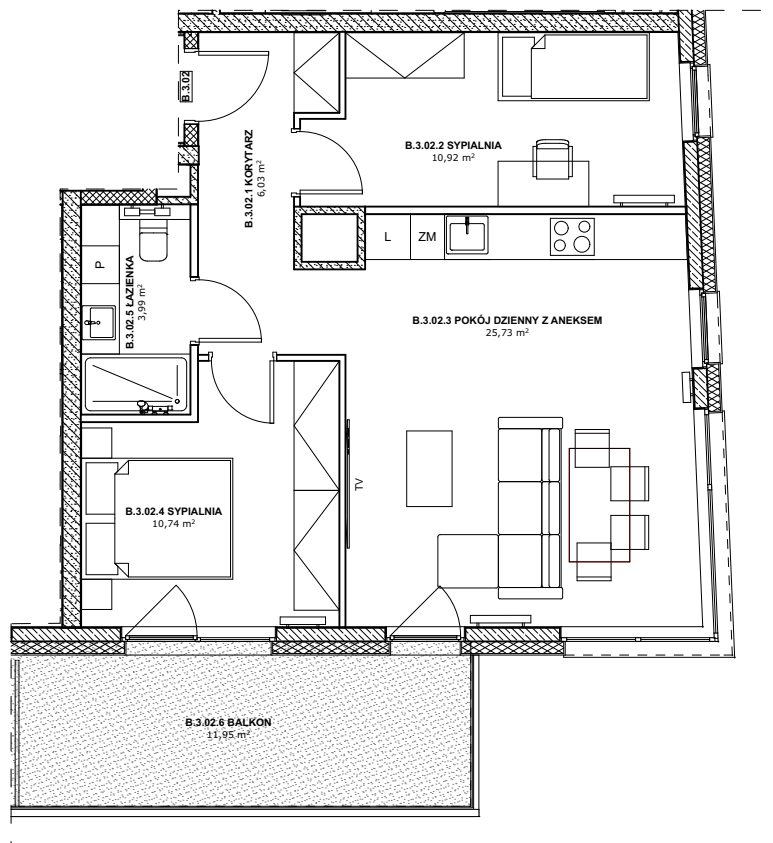 B.3.02
B.3.02.1 KORYTARZ
6,03 m²
B.3.02.2 SYPIALNIA
10,92 m²
L
ZM
B.3.02.3 POKÓJ DZIENNY Z ANEKSEM
25,73 m²
P
B.3.02.5 ŁAZIENKA
3,99 m²
B.3.02.4 SYPIALNIA
10,74 m²
TV
B.3.02.6 BALKON
11,95 m²